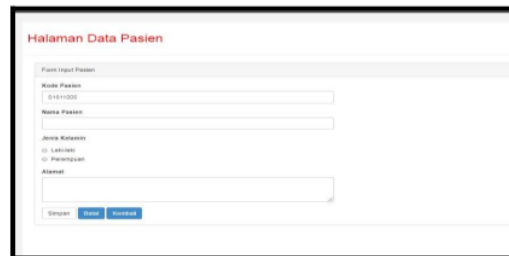 Halaman Data Pasien
Form Input Pasien
Kode Pasien
Nama Pasien
Jenis Kelamin
Laki-laki
Perempuan
Alamat
Simpan Batal Kembali